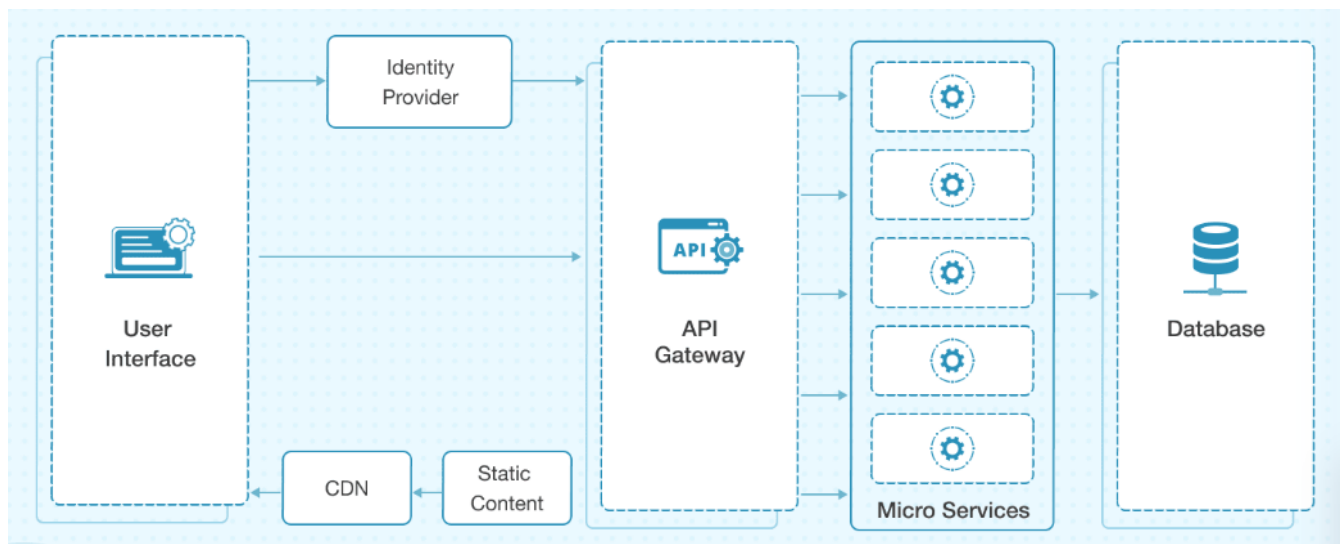 Identity
Provider
User
Interface
API
API
Gateway
CDN
Static
Content
Micro Services
Database